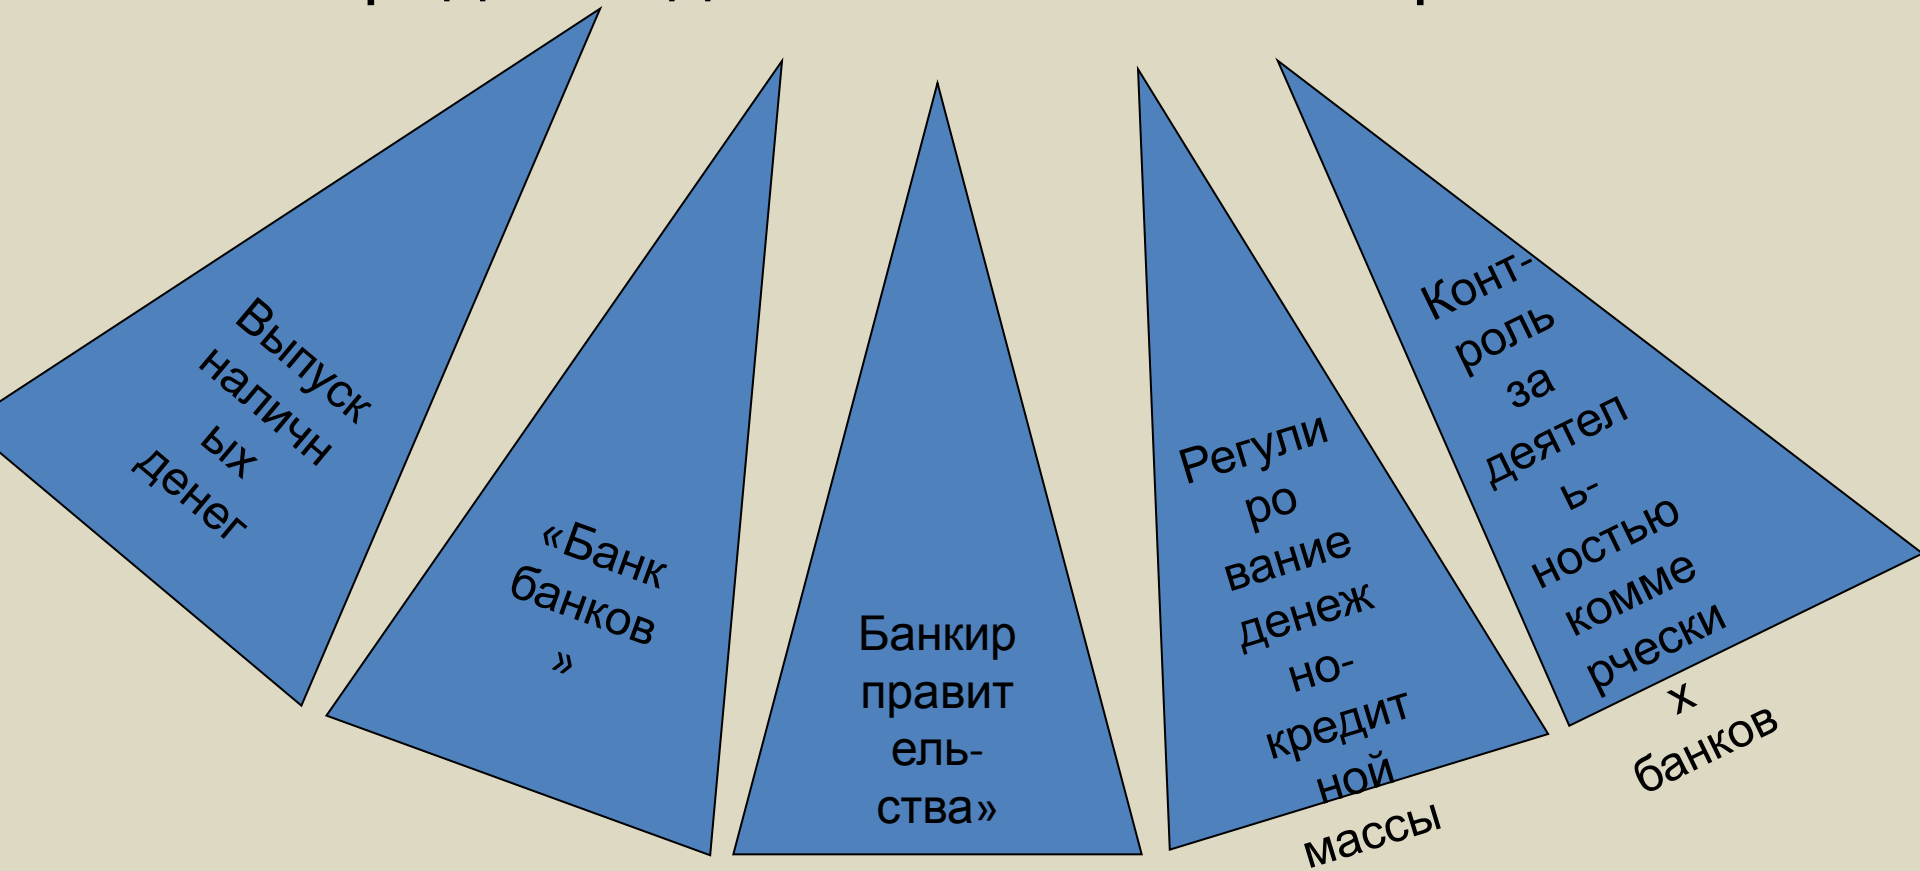 Выпуск
наличн
ых
денег
«Банк
банков
»
Банкир
правит
ель-
ства»
Регули
ро
вание
денеж
но-
кредит
ной
массы
Конт-
роль
за
деятел
ь-
ностью
комме
рчески
х
банков